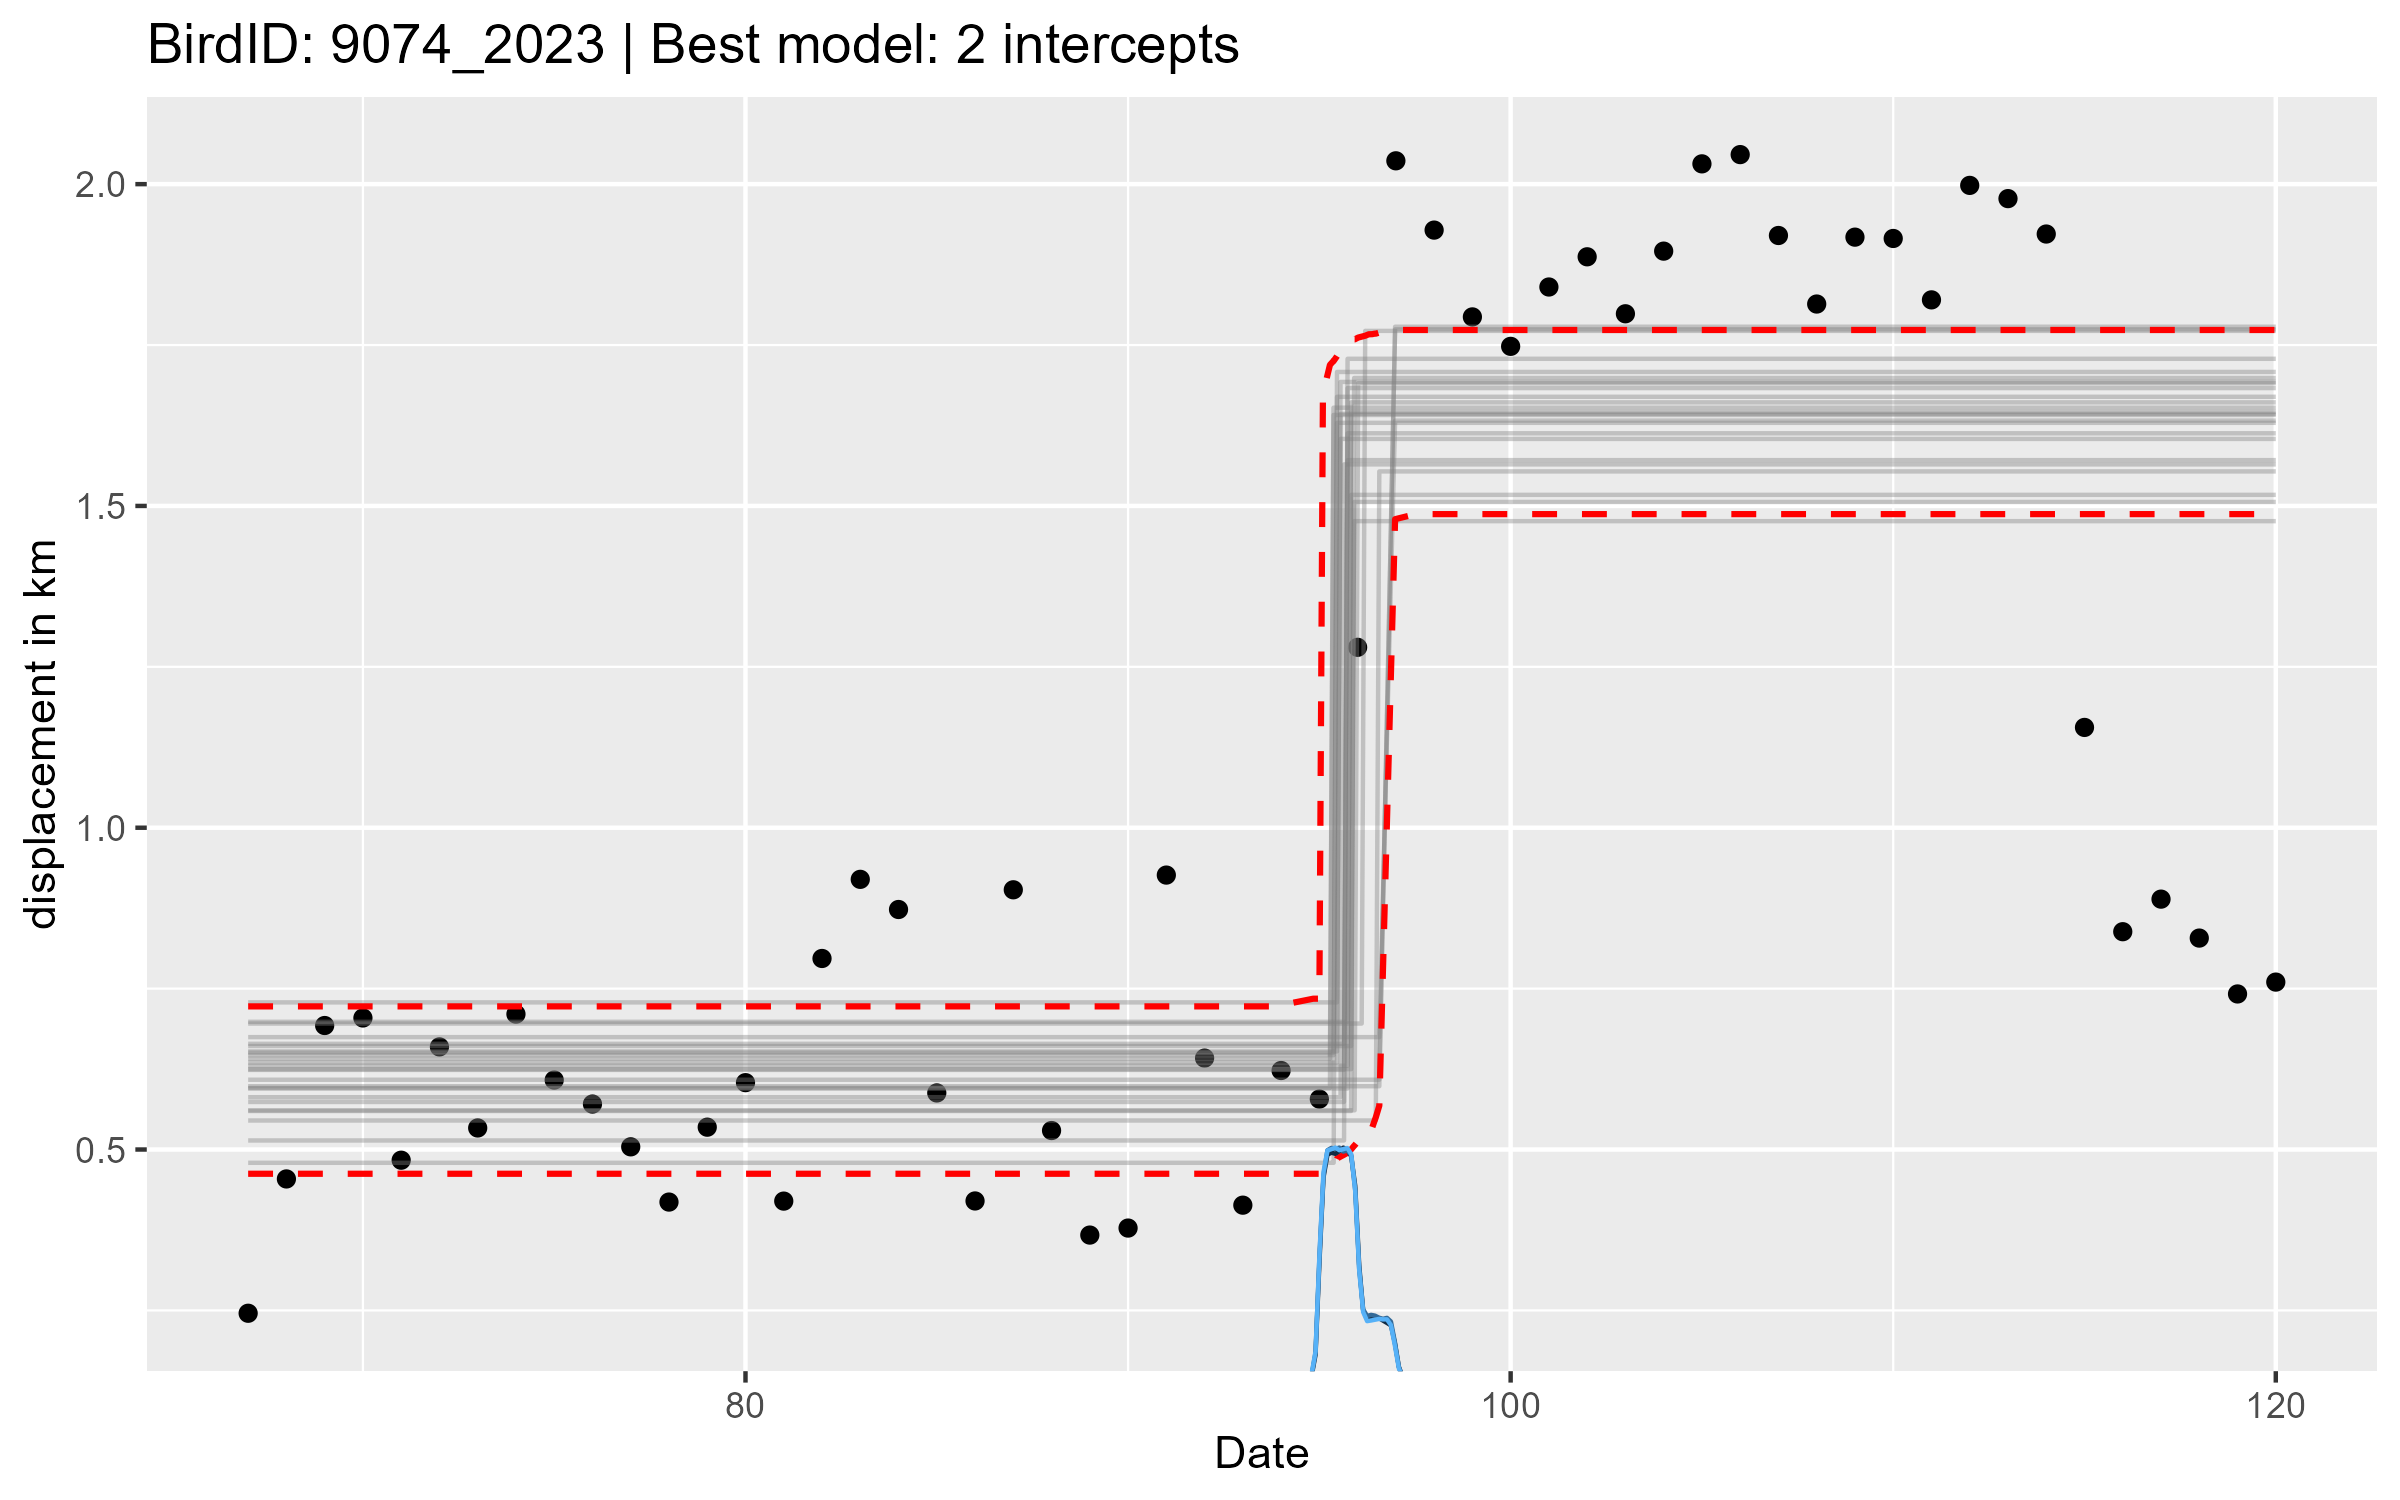 BirdID: 9074_2023 | Best model: 2 intercepts
displacement in km
2.0
1.5
1.0
0.5
80
100
120
Date